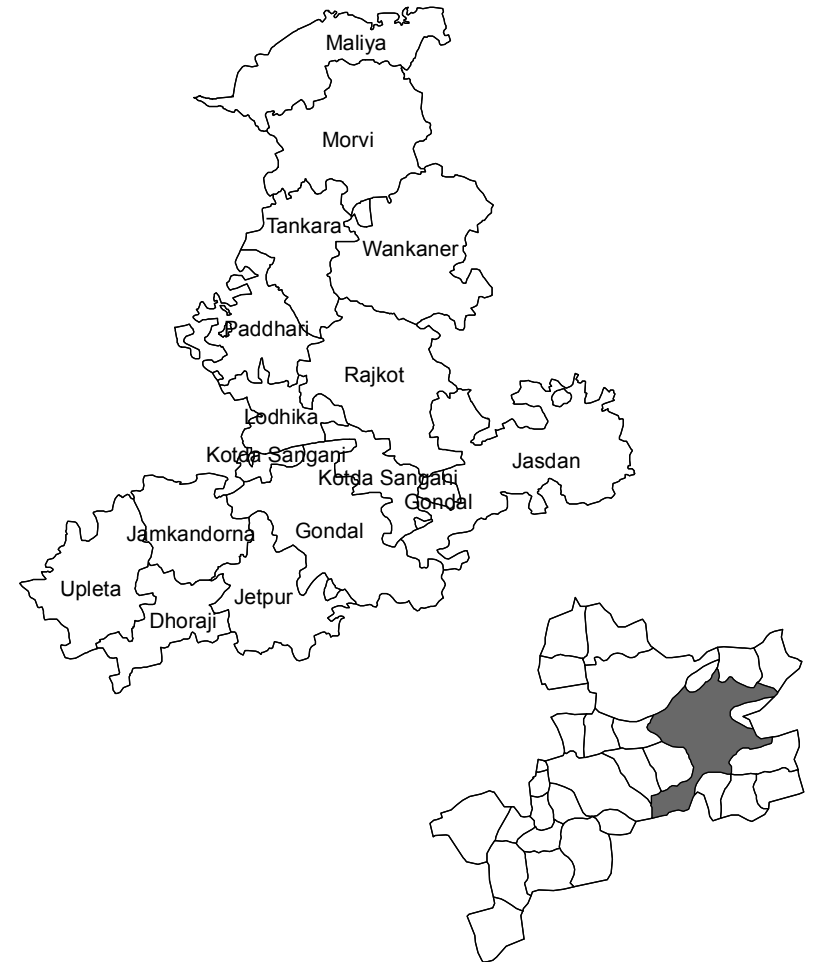 Maliya
Morvi
Tankara
Wankaner
Paddhari
Rajkot
Lodhika
Kotda Sangani
Jasdan
Kotda Sangani
Gondal
Gondal
Jamkandorna
Upleta
Jetpur
Dhoraji